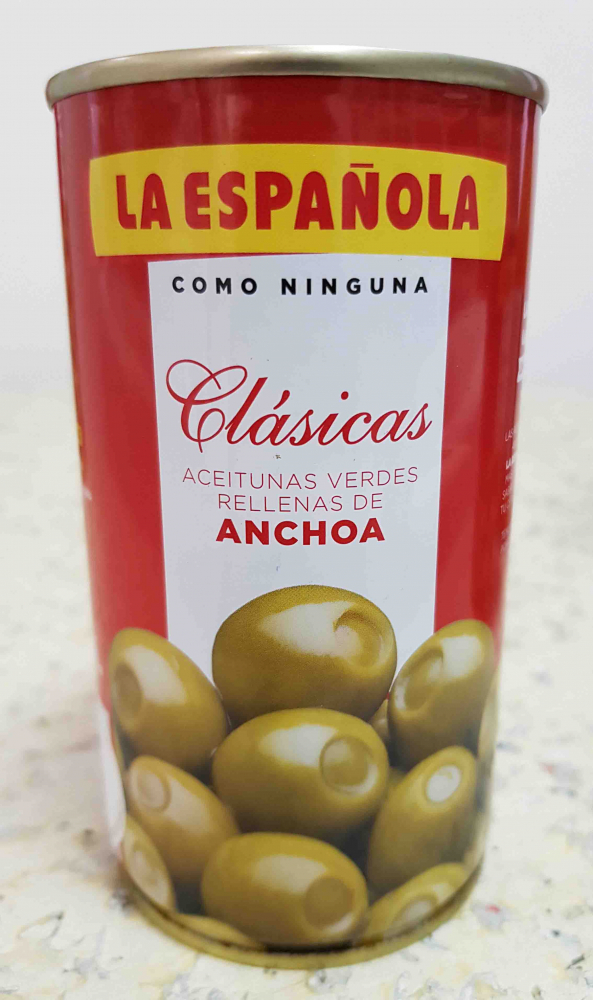 LA ESPAÑOLA
COMO NINGUNA
Clásicas
ACEITUNAS VERDES
RELLENAS DE
ANCHOA